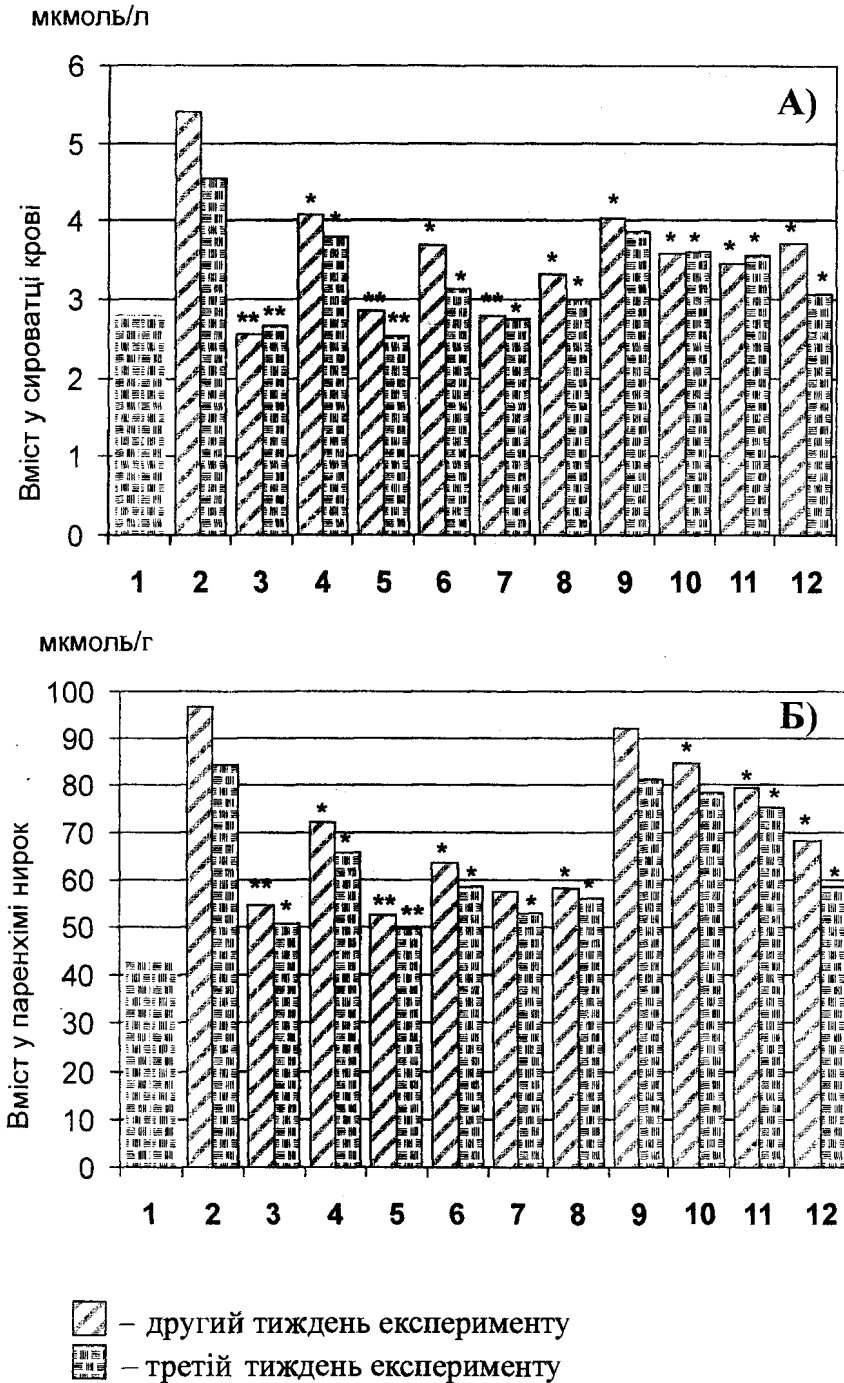 мкмоль/л
А)
Вміст у сироватці крові
6
5
4
3
2
1
0
* * * * * * * * * * * *
** ** ** ** ** *
1 2 3 4 5 6 7 8 9 10 11 12
мкмоль/г
Б)
Вміст у паренхімі нирок
100
90
80
70
60
50
40
30
20
10
0
* * * * * * * * * * *
** * ** ** *
1 2 3 4 5 6 7 8 9 10 11 12
– другий тиждень експерименту
– третій тиждень експерименту